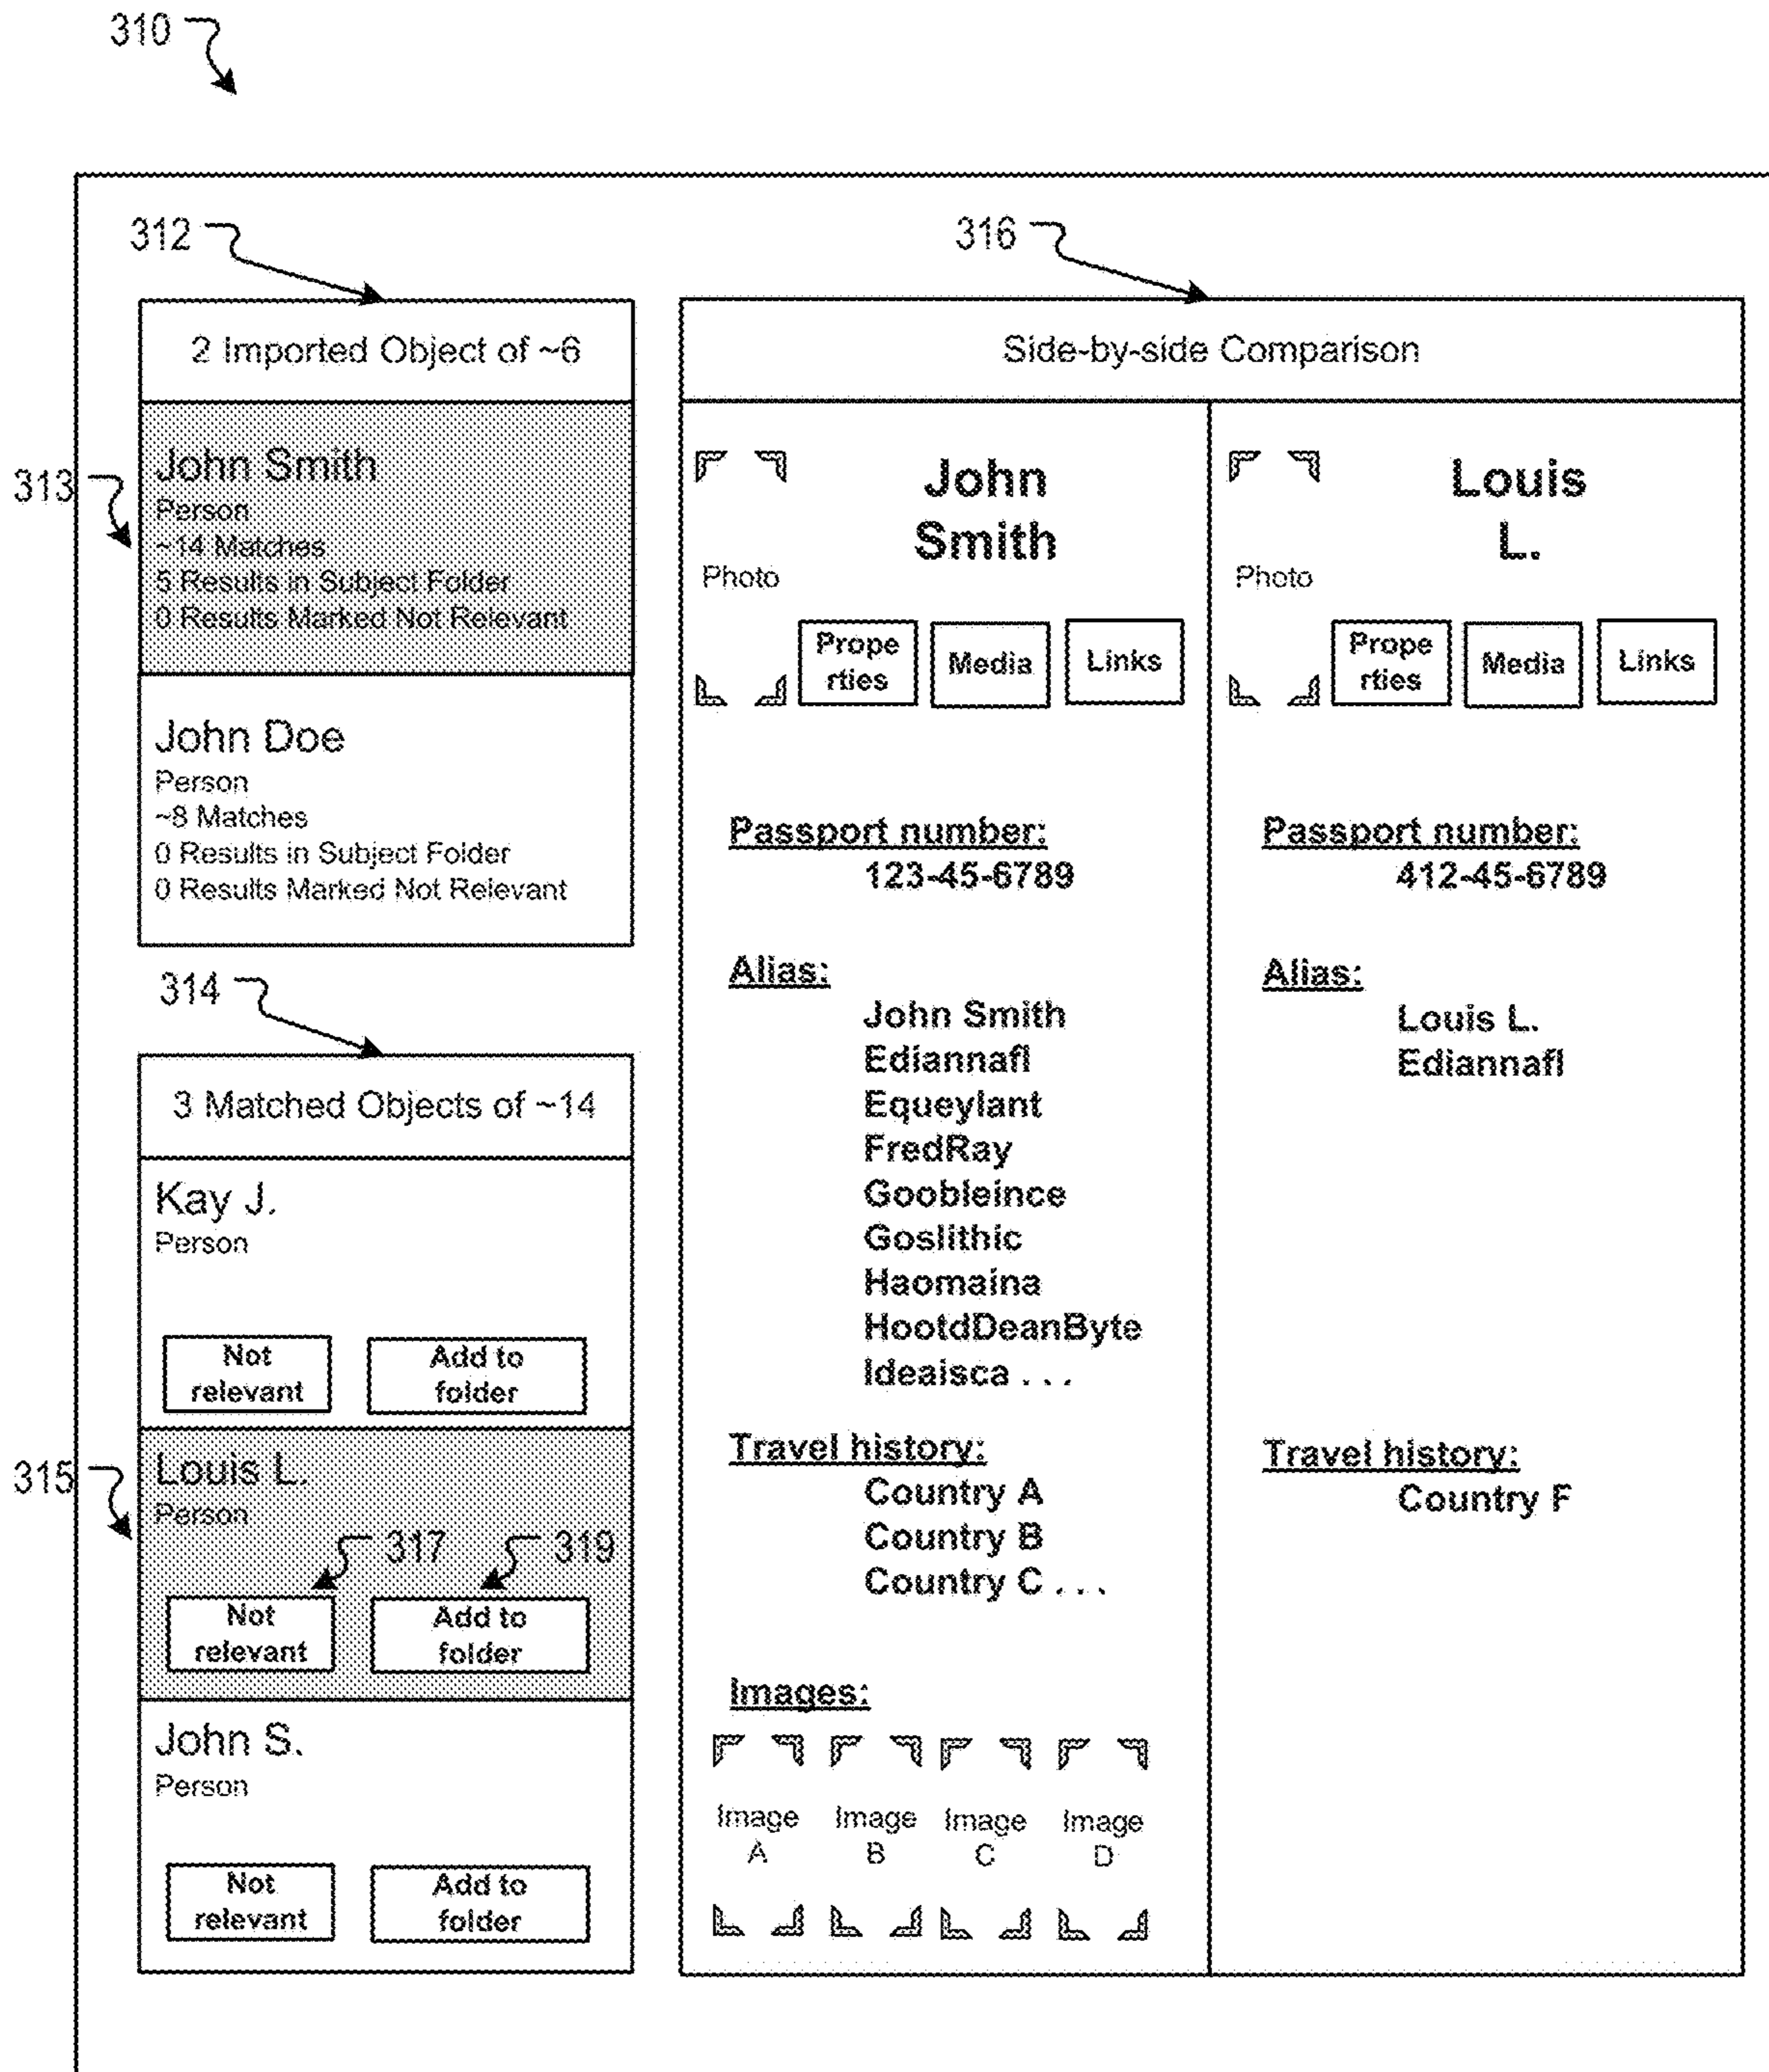 310
312
2 Imported Object of ~6
313
John Smith
Person
~14 Matches
5 Results in Subject Folder
0 Results Marked Not Relevant
John Doe
Person
~8 Matches
0 Results in Subject Folder
0 Results Marked Not Relevant
314
3 Matched Objects of ~14
Kay J.
Person
Not
relevant
Add to
folder
315
Louis L.
Person
317
319
Not
relevant
Add to
folder
John S.
Person
Not
relevant
Add to
folder
316
Side-by-side Comparison
Photo
John
Smith
Prope
rties
Media
Links
Passport number:
123-45-6789
Alias:
John Smith
Ediannafl
Equeylant
FredRay
Goobleince
Goslithic
Haomaina
HootdDeanByte
Ideaisca . . .
Travel history:
Country A
Country B
Country C . . .
Images:
Image
A
Image
B
Image
C
Image
D
Photo
Louis
L.
Prope
rties
Media
Links
Passport number:
412-45-6789
Alias:
Louis L.
Ediannafl
Travel history:
Country F